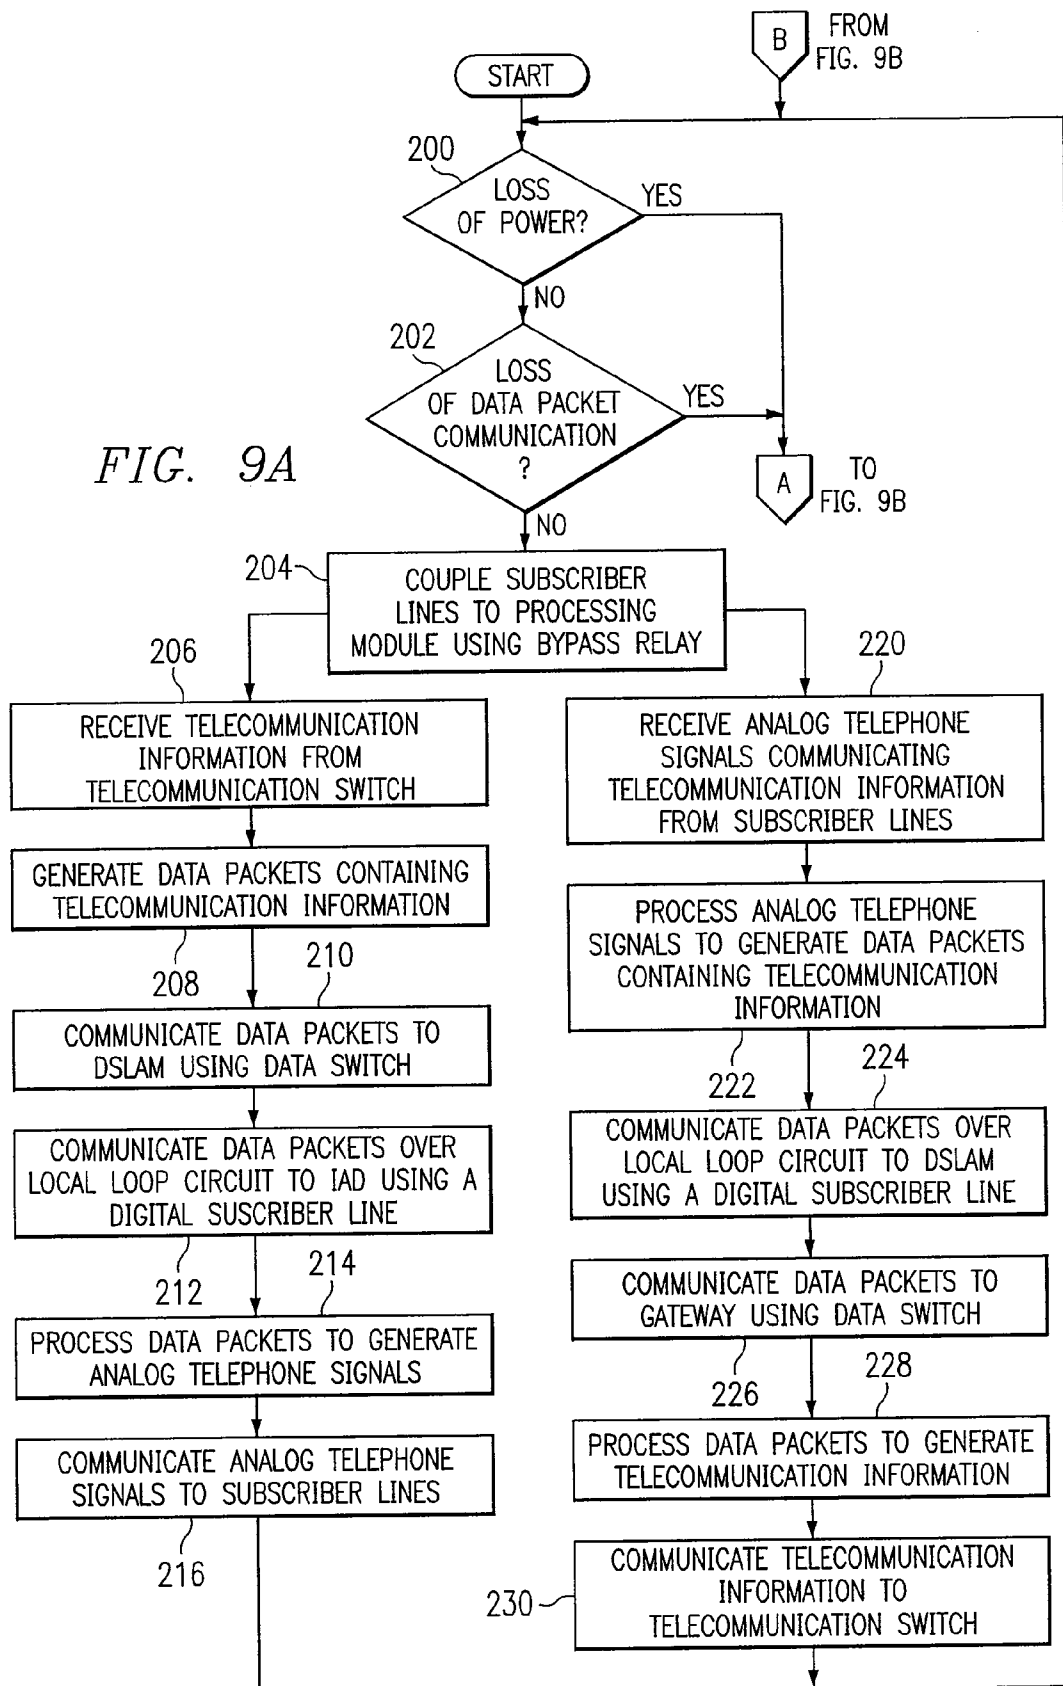 B
FROM
FIG. 9B
START
200
LOSS
OF POWER?
YES
NO
202
LOSS
OF DATA PACKET
COMMUNICATION
?
YES
FIG. 9A
A
TO
FIG. 9B
NO
204
COUPLE SUBSCRIBER
LINES TO PROCESSING
MODULE USING BYPASS RELAY
206
RECEIVE TELECOMMUNICATION
INFORMATION FROM
TELECOMMUNICATION SWITCH
GENERATE DATA PACKETS CONTAINING
TELECOMMUNICATION INFORMATION
208
210
COMMUNICATE DATA PACKETS TO
DSLAM USING DATA SWITCH
COMMUNICATE DATA PACKETS OVER
LOCAL LOOP CIRCUIT TO IAD USING A
DIGITAL SUSCRIBER LINE
212
214
PROCESS DATA PACKETS TO GENERATE
ANALOG TELEPHONE SIGNALS
COMMUNICATE ANALOG TELEPHONE
SIGNALS TO SUBSCRIBER LINES
216
220
RECEIVE ANALOG TELEPHONE
SIGNALS COMMUNICATING
TELECOMMUNICATION INFORMATION
FROM SUBSCRIBER LINES
PROCESS ANALOG TELEPHONE
SIGNALS TO GENERATE DATA PACKETS
CONTAINING TELECOMMUNICATION
INFORMATION
222
224
COMMUNICATE DATA PACKETS OVER
LOCAL LOOP CIRCUIT TO DSLAM
USING A DIGITAL SUBSCRIBER LINE
COMMUNICATE DATA PACKETS TO
GATEWAY USING DATA SWITCH
226
228
PROCESS DATA PACKETS TO GENERATE
TELECOMMUNICATION INFORMATION
230
COMMUNICATE TELECOMMUNICATION
INFORMATION TO
TELECOMMUNICATION SWITCH